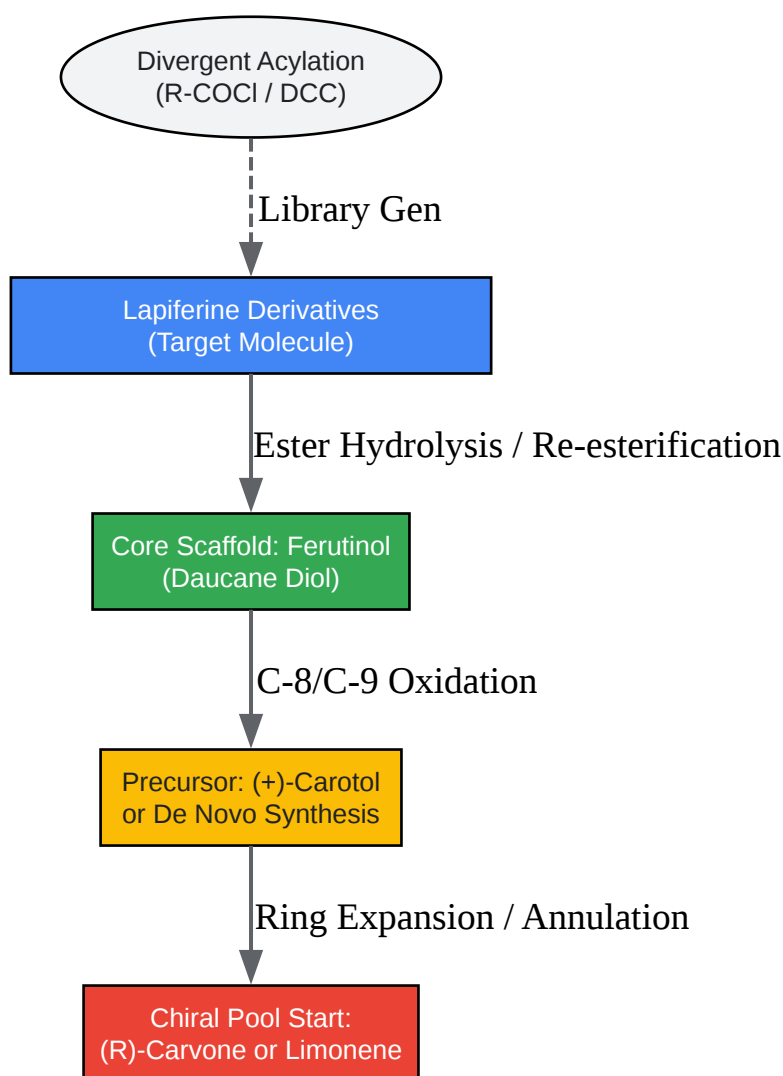 Divergent Acylation
(R-COCl / DCC)
Library Gen
Lapiferine Derivatives
(Target Molecule)
Ester Hydrolysis / Re-esterification
Core Scaffold: Ferutinol
(Daucane Diol)
C-8/C-9 Oxidation
Precursor: (+)-Carotol
or De Novo Synthesis
Ring Expansion / Annulation
Chiral Pool Start:
(R)-Carvone or Limonene